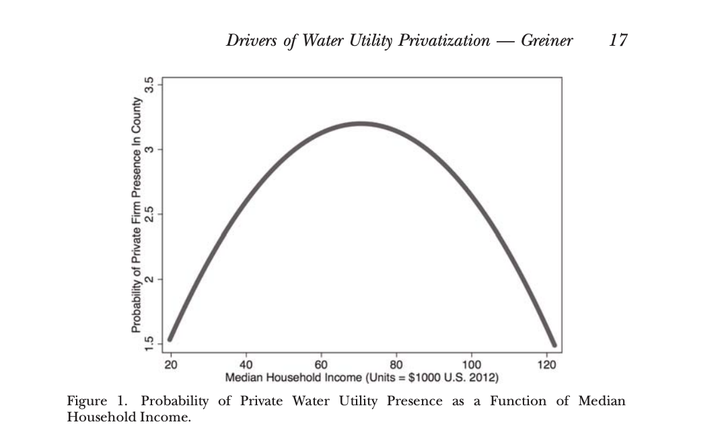 Drivers of Water Utility Privatization — Greiner 17
Probability of Private Firm Presence In County
3.5
3
2.5
2
1.5
20 40 60 80 100 120
Median Household Income (Units = $1000 U.S. 2012)
Figure 1. Probability of Private Water Utility Presence as a Function of Median
Household Income.